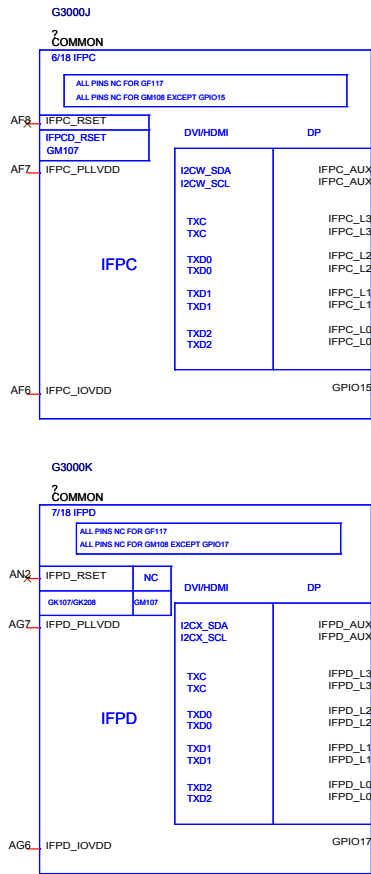 G3000J
?
COMMON
6/18 IFPC
ALL PINS NC FOR GF117
ALL PINS NC FOR GM108 EXCEPT GPIO15
AF8 IFPC_RSET
IFPCD_RSET
GM107
DVI/HDMI DP
AF7 IFPC_PLLVDD I2CW_SDA IFPC_AUX
I2CW_SCL IFPC_AUX
TXC IFPC_L3
TXC IFPC_L3
IFPC
TXD0 IFPC_L2
TXD0 IFPC_L2
TXD1 IFPC_L1
TXD1 IFPC_L1
TXD2 IFPC_L0
TXD2 IFPC_L0
AF6 IFPC_IOVDD GPIO15
G3000K
?
COMMON
7/18 IFPD
ALL PINS NC FOR GF117
ALL PINS NC FOR GM108 EXCEPT GPIO17
AN2 IFPD_RSET NC
DVI/HDMI DP
GK107/GK208 GM107
AG7 IFPD_PLLVDD I2CX_SDA IFPD_AUX
I2CX_SCL IFPD_AUX
TXC IFPD_L3
TXC IFPD_L3
IFPD
TXD0 IFPD_L2
TXD0 IFPD_L2
TXD1 IFPD_L1
TXD1 IFPD_L1
TXD2 IFPD_L0
TXD2 IFPD_L0
AG6 IFPD_IOVDD GPIO17